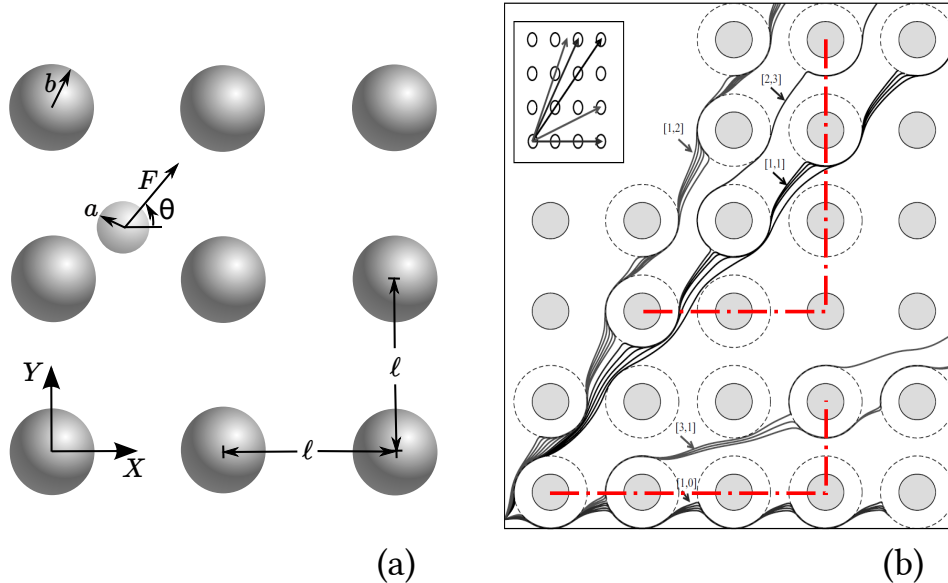 b
F
a
θ
ℓ
Y
X
ℓ
(a)
[2,3]
[1,2]
[1,1]
[3,1]
[1,0]
(b)